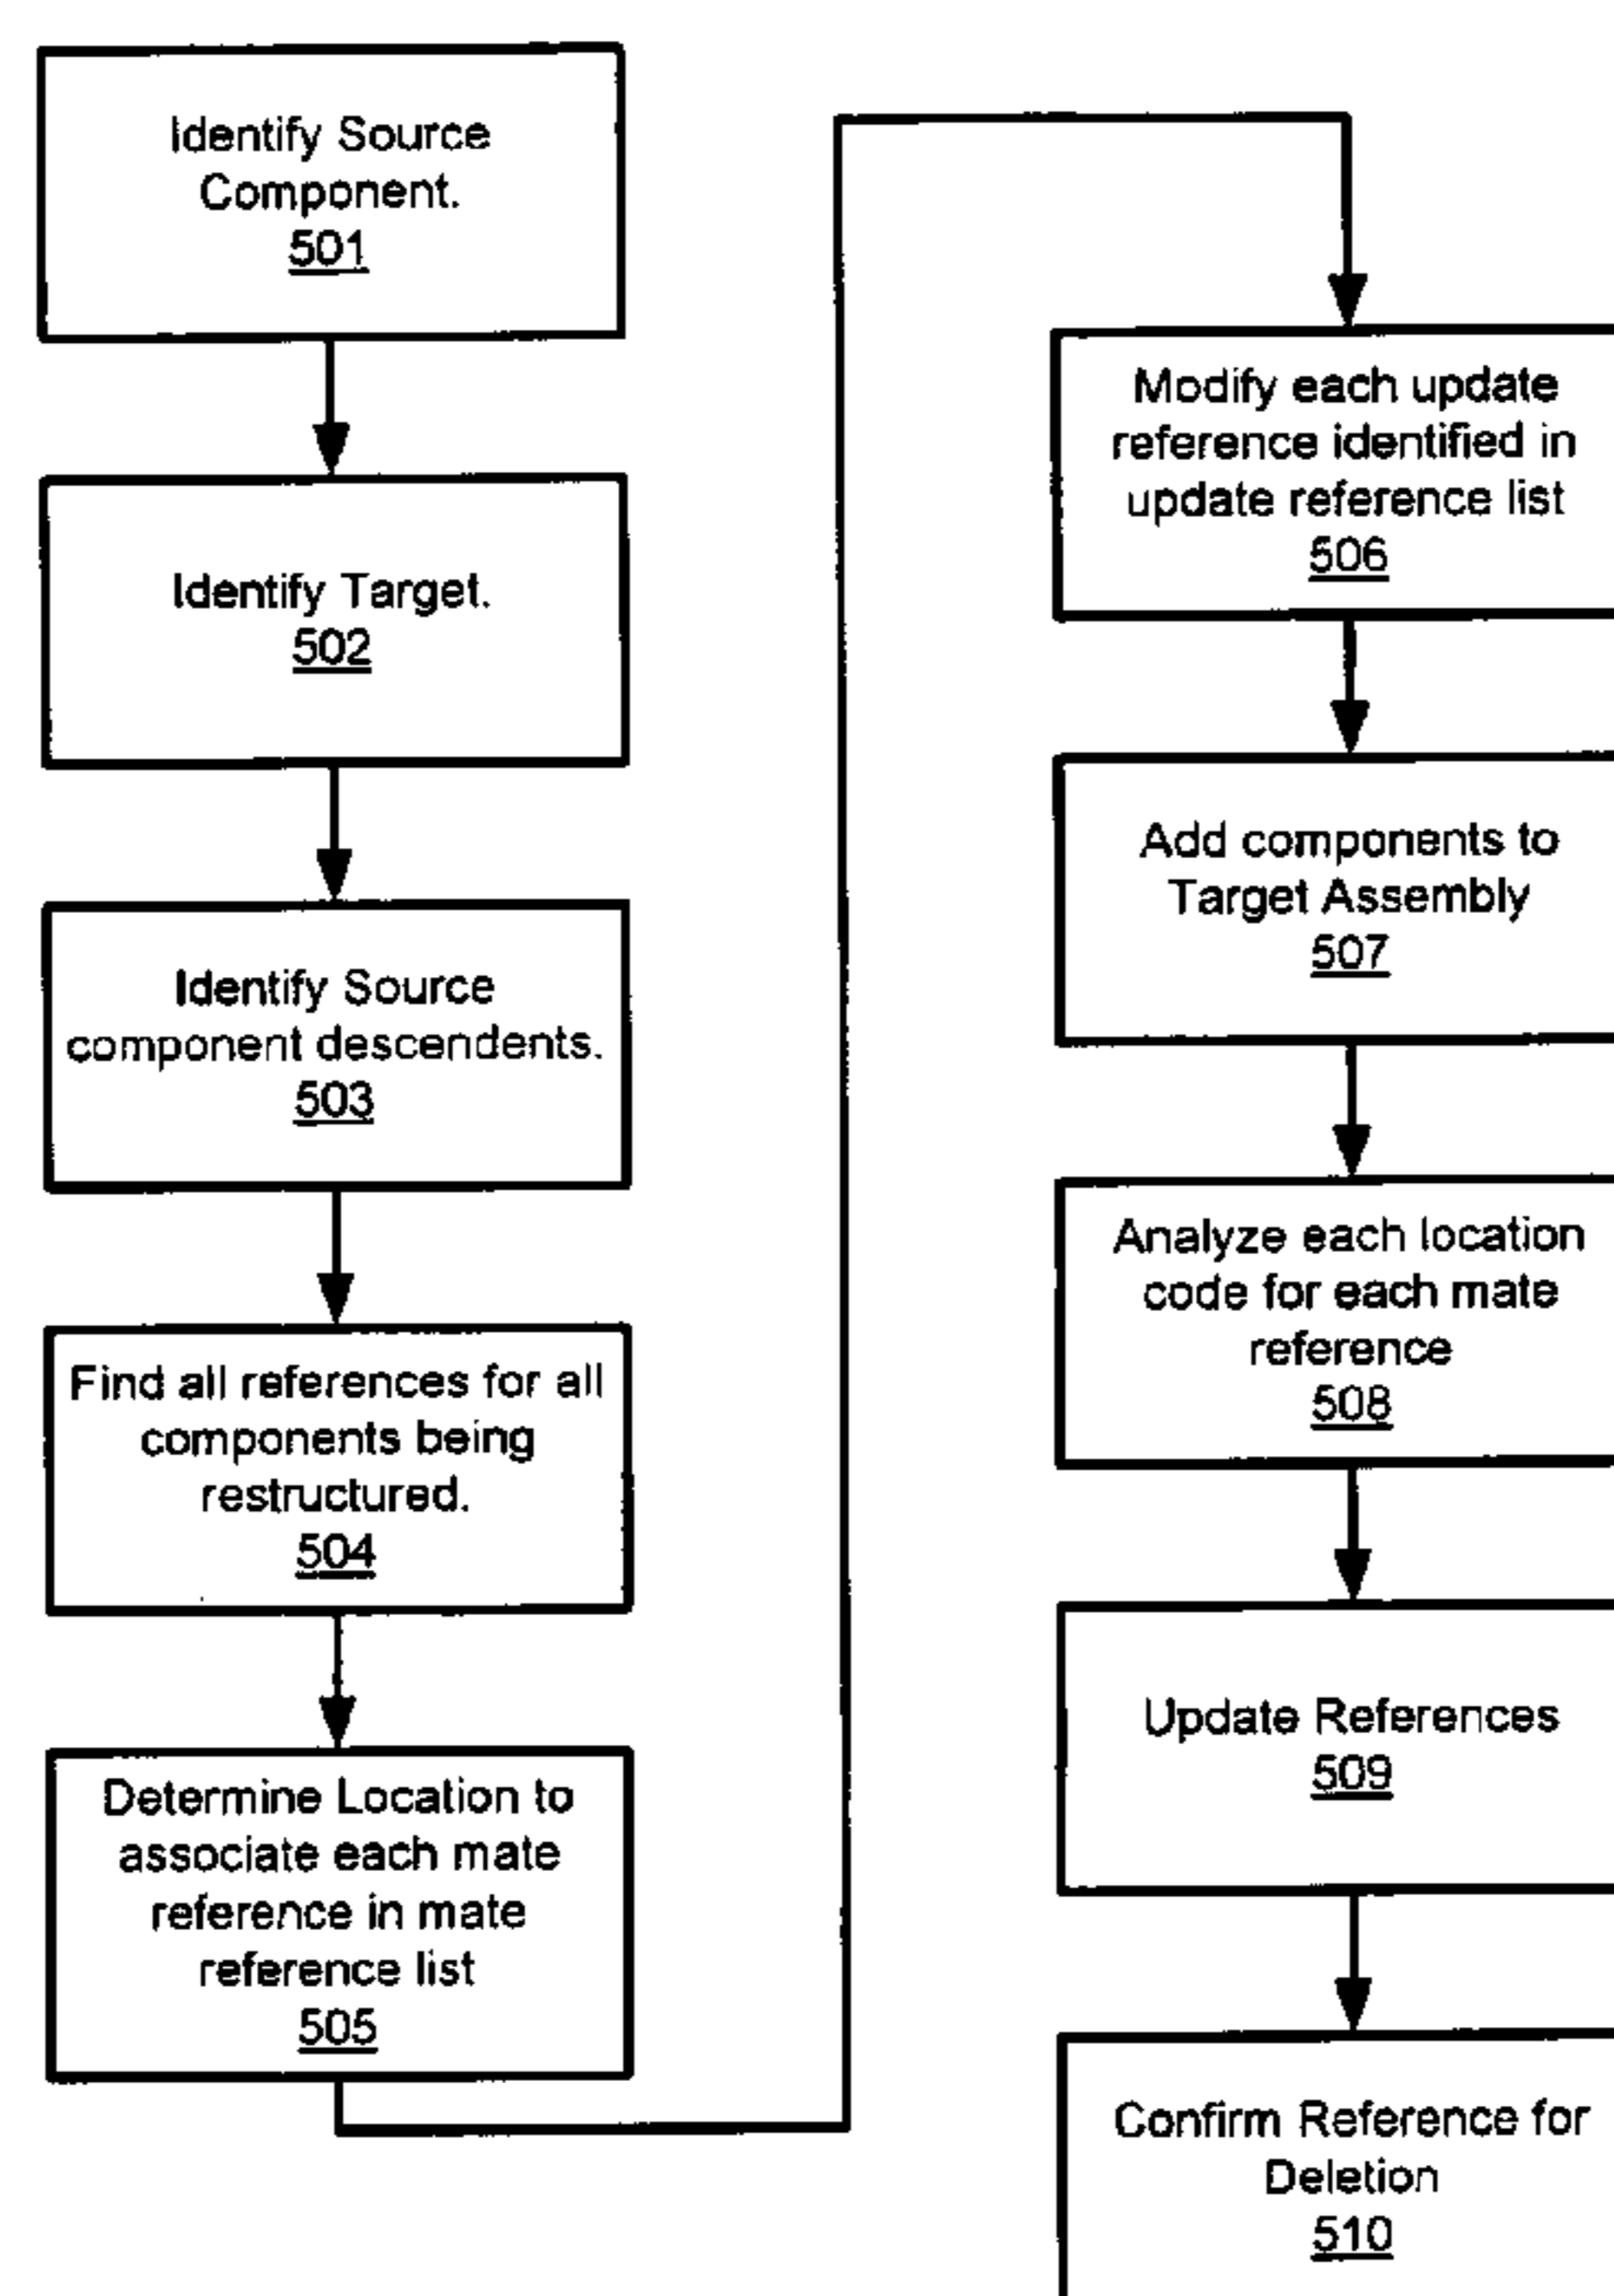 Identify Source
Component.
501
Identify Target.
502
Identify Source
component descendents.
503
Find all references for all
components being
restructured.
504
Determine Location to
associate each mate
reference in mate
reference list
505
Modify each update
reference identified in
update reference list
506
Add components to
Target Assembly
507
Analyze each location
code for each mate
reference
508
Update References
509
Confirm Reference for
Deletion
510